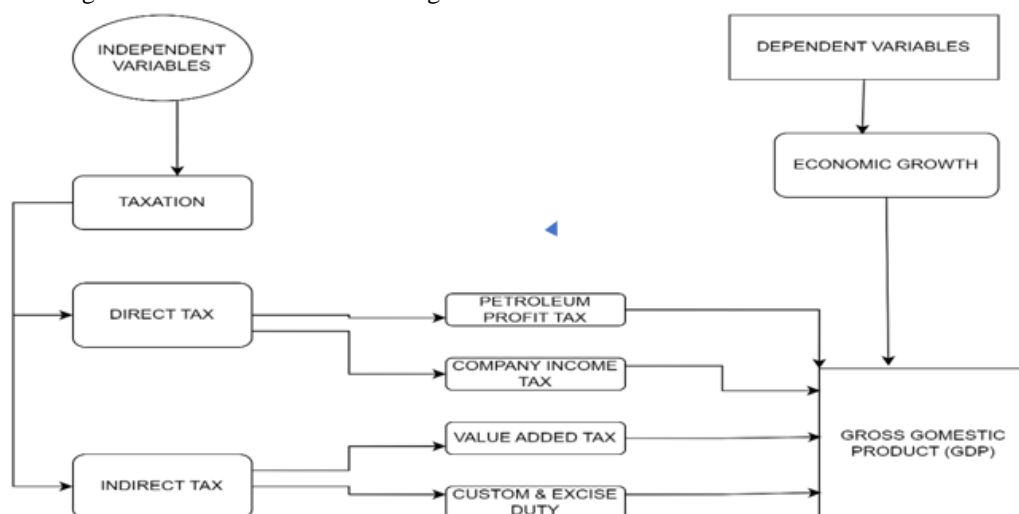 INDEPENDENT
VARIABLES
DEPENDENT VARIABLES
ECONOMIC GROWTH
TAXATION
DIRECT TAX
PETROLEUM
PROFIT TAX
COMPANY INCOME
TAX
VALUE ADDED TAX
GROSS GOMESTIC
PRODUCT (GDP)
INDIRECT TAX
CUSTOM & EXCISE
DUTY